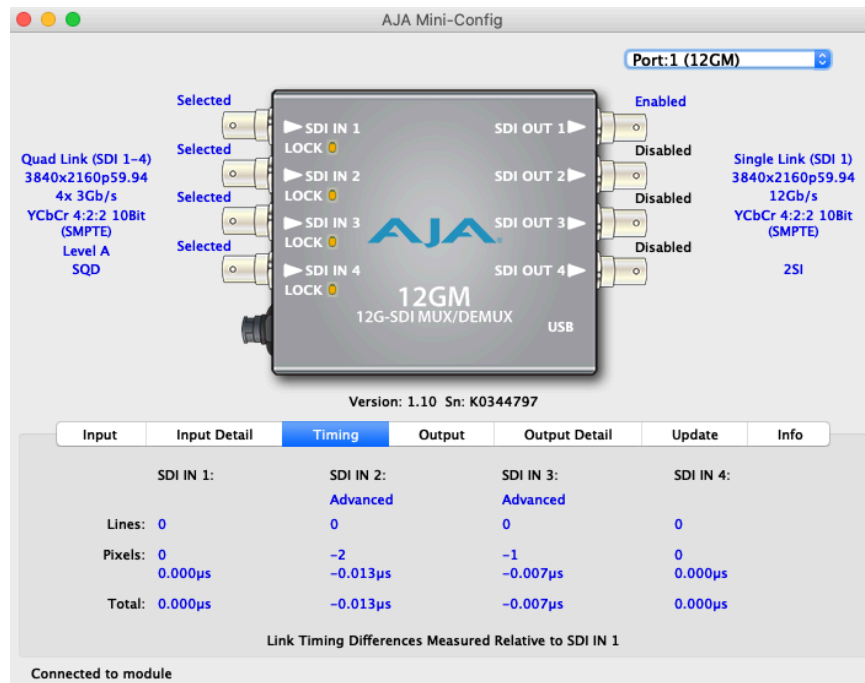 AJA Mini-Config
Port:1 (12GM)
Selected
Selected
Selected
Selected
Quad Link (SDI 1-4)
3840x2160p59.94
4x 3Gb/s
YCbCr 4:2:2 10Bit
(SMPTE)
Level A
SQD
SDI IN 1
LOCK
SDI IN 2
LOCK
SDI IN 3
LOCK
SDI IN 4
LOCK
AJA
12GM
12G-SDI MUX/DEMUX
USB
SDI OUT 1
SDI OUT 2
SDI OUT 3
SDI OUT 4
Enabled
Disabled
Disabled
Disabled
Single Link (SDI 1)
3840x2160p59.94
12Gb/s
YCbCr 4:2:2 10Bit
(SMPTE)
2SI
Version: 1.10 Sn: K0344797
Input Input Detail Timing Output Output Detail Update Info
SDI IN 1: SDI IN 2: SDI IN 3: SDI IN 4:
Advanced Advanced
Lines: 0 0 0 0
Pixels: 0 -2 -1 0
0.000µs -0.013µs -0.007µs 0.000µs
Total: 0.000µs -0.013µs -0.007µs 0.000µs
Link Timing Differences Measured Relative to SDI IN 1
Connected to module